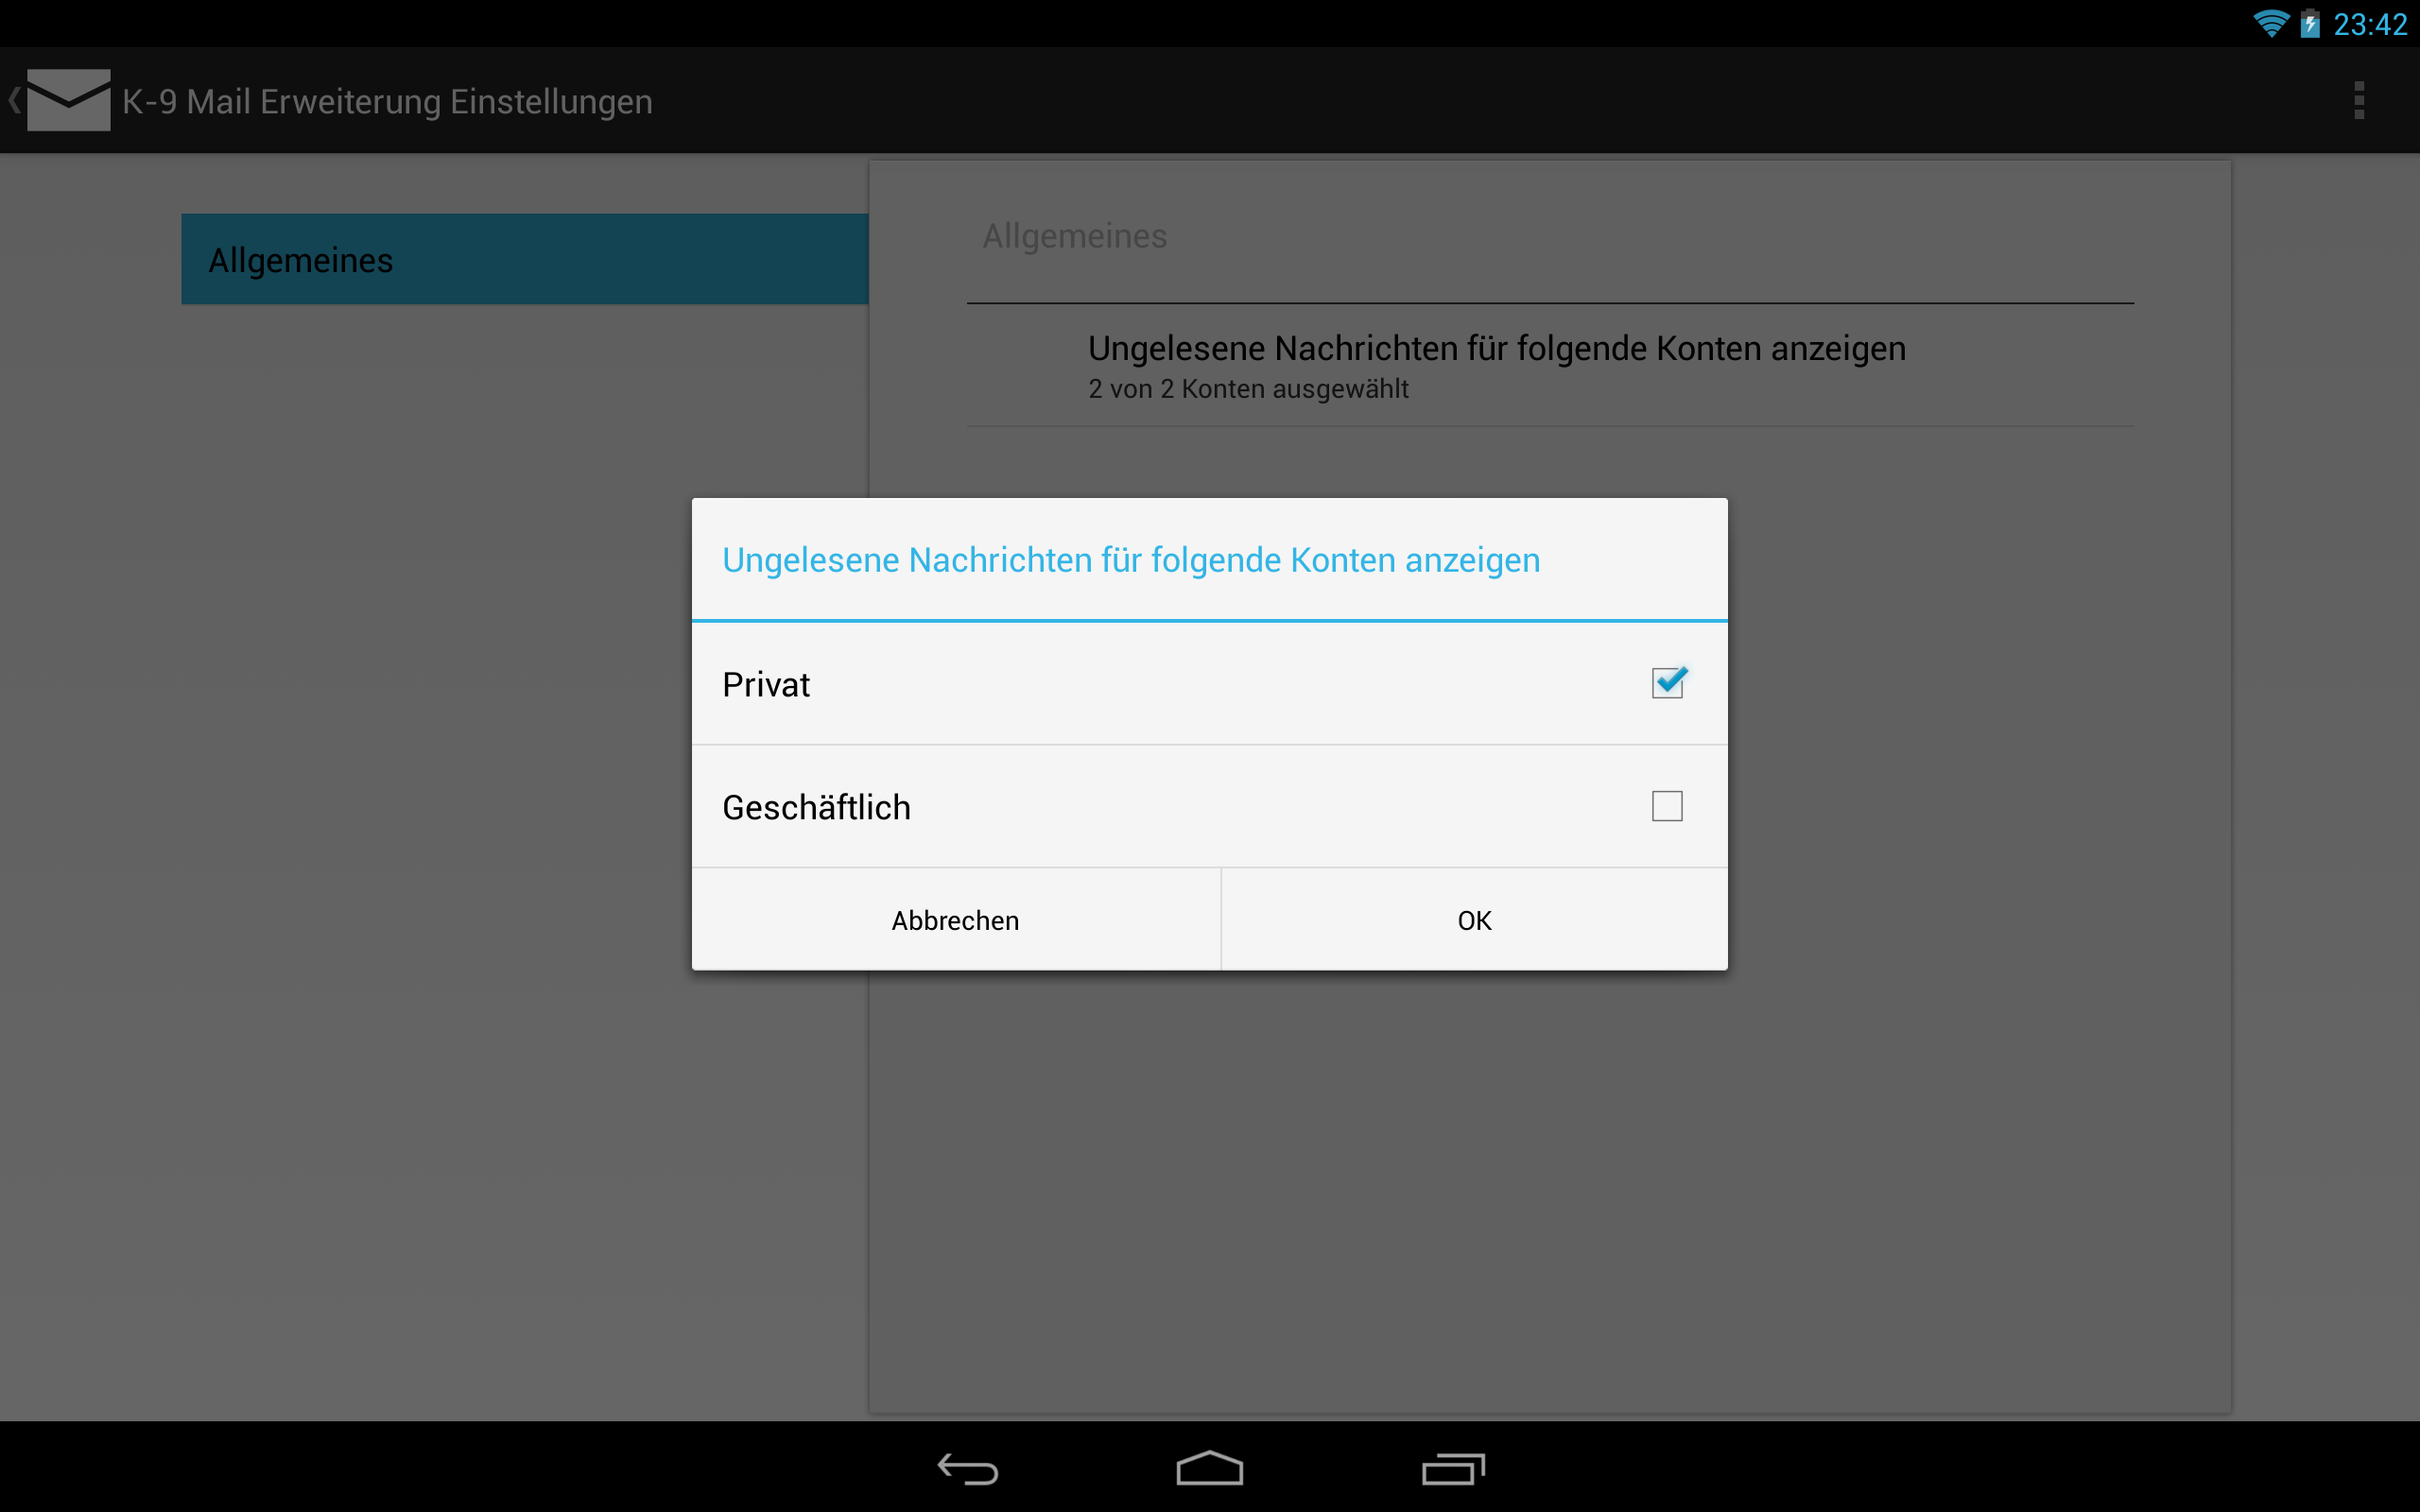 23:42
K-9 Mail Erweiterung Einstellungen
Allgemeines
Allgemeines
Ungelesene Nachrichten für folgende Konten anzeigen
2 von 2 Konten ausgewählt
Ungelesene Nachrichten für folgende Konten anzeigen
Privat
Geschäftlich
Abbrechen
OK